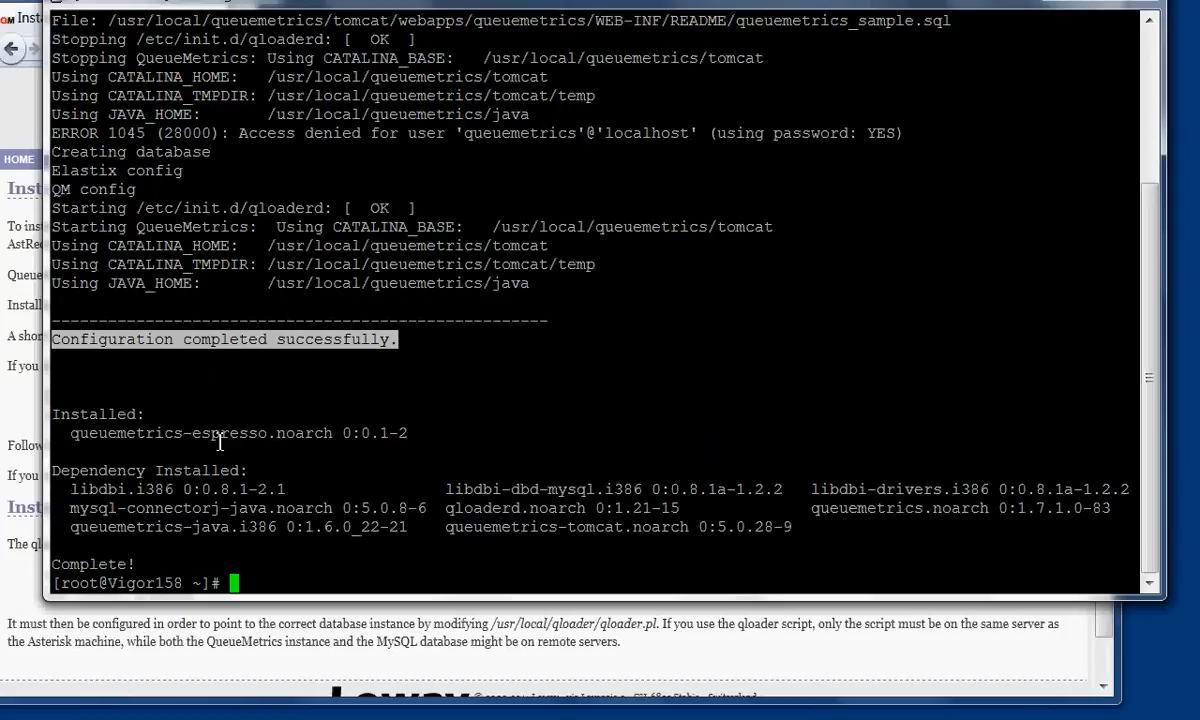 Inst
File: /usr/local/queuemetrics/tomcat/webapps/queuemetrics/WEB-INF/README/queuemetrics_sample.sql
Stopping /etc/init.d/qloaderd: [  OK  ]
Stopping QueueMetrics: Using CATALINA_BASE:   /usr/local/queuemetrics/tomcat
Using CATALINA_HOME:   /usr/local/queuemetrics/tomcat
Using CATALINA_TMPDIR: /usr/local/queuemetrics/tomcat/temp
Using JAVA_HOME:       /usr/local/queuemetrics/java
ERROR 1045 (28000): Access denied for user 'queuemetrics'@'localhost' (using password: YES)
Creating database
HOME
Elastix config
Inst
QM config
Starting /etc/init.d/qloaderd: [  OK  ]
To ins
Starting QueueMetrics:  Using CATALINA_BASE:   /usr/local/queuemetrics/tomcat
AstRec
Using CATALINA_HOME:   /usr/local/queuemetrics/tomcat
Using CATALINA_TMPDIR: /usr/local/queuemetrics/tomcat/temp
Queue
Using JAVA_HOME:       /usr/local/queuemetrics/java
Install
-----------------------------------------------------
A shor
Configuration completed successfully.
If you
Installed:
queuemetrics-espresso.noarch 0:0.1-2
Follow
Dependency Installed:
If you
libdbi.i386 0:0.8.1-2.1 libdbi-dbd-mysql.i386 0:0.8.1a-1.2.2 libdbi-drivers.i386 0:0.8.1a-1.2.2
Inst
mysql-connectorj-java.noarch 0:5.0.8-6 qloaderd.noarch 0:1.21-15 queuemetrics.noarch 0:1.7.1.0-83
queuemetrics-java.i386 0:1.6.0_22-21 queuemetrics-tomcat.noarch 0:5.0.28-9
The ql
Complete!
[root@Vigor158 ~]#
It must then be configured in order to point to the correct database instance by modifying /usr/local/qloader/qloader.pl. If you use the qloader script, only the script must be on the same server as
the Asterisk machine, while both the QueueMetrics instance and the MySQL database might be on remote servers.